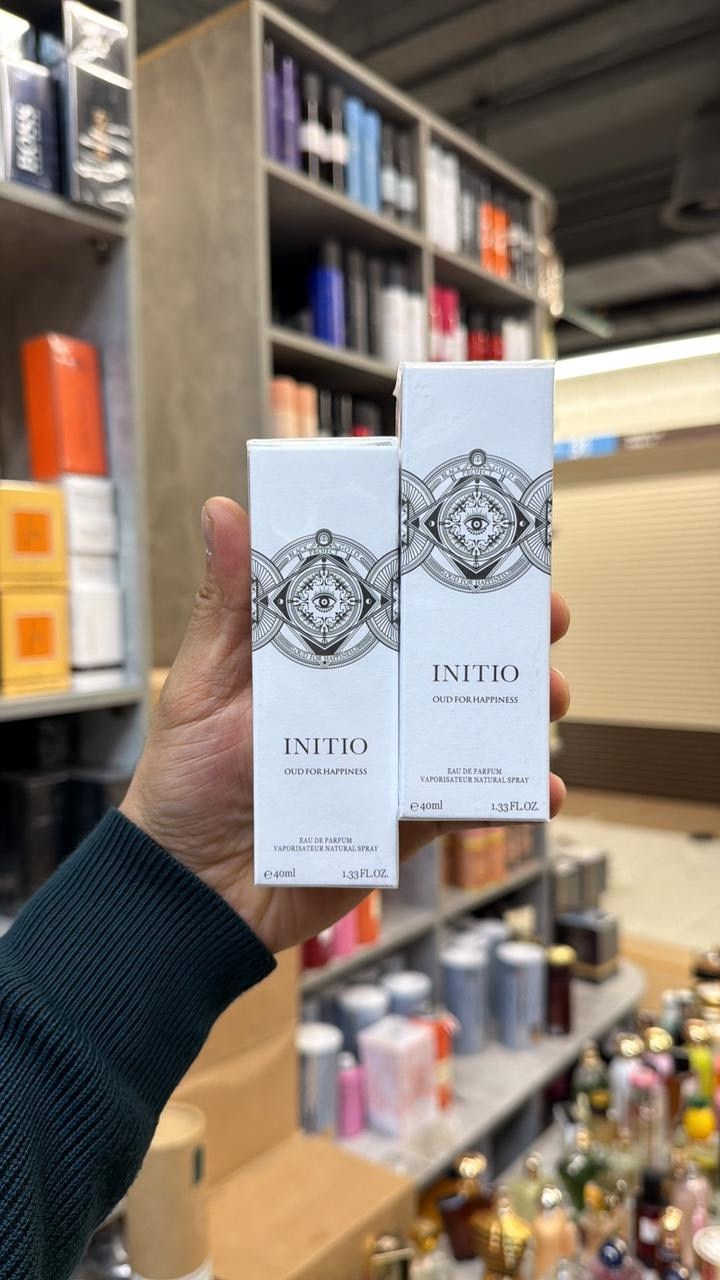 BOSS
BLACK GOLD
PROJECT
OUD FOR HAPPINESS
INITIO
OUD FOR HAPPINESS
EAU DE PARFUM
VAPORISATEUR NATURAL SPRAY
℮40ml 1.33 FL.OZ.
BLACK GOLD
PROJECT
OUD FOR HAPPINESS
INITIO
OUD FOR HAPPINESS
EAU DE PARFUM
VAPORISATEUR NATURAL SPRAY
℮40ml 1.33 FL.OZ.